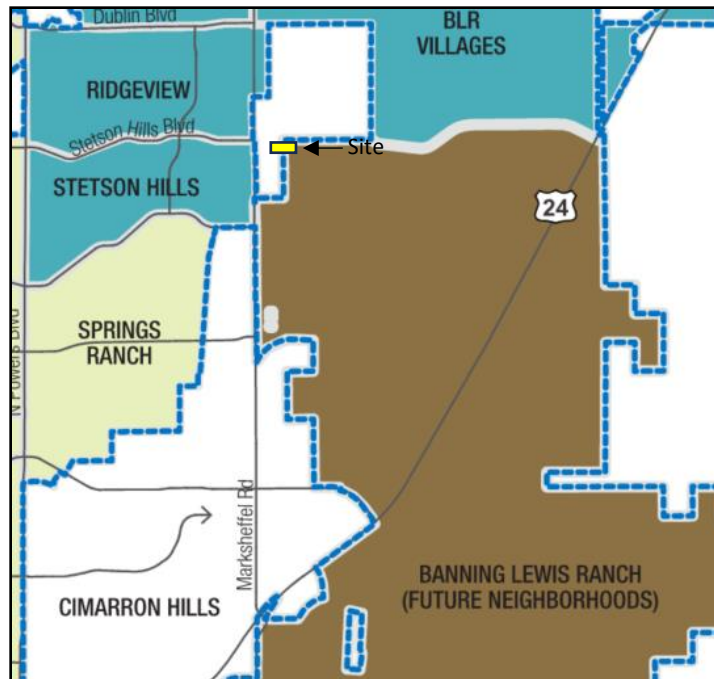 Dublin Blvd
BLR
VILLAGES
RIDGEVIEW
Stetson Hills Blvd
Site
STETSON HILLS
24
SPRINGS
RANCH
N Powers Blvd
Marksheffel Rd
BANNING LEWIS RANCH
(FUTURE NEIGHBORHOODS)
CIMARRON HILLS